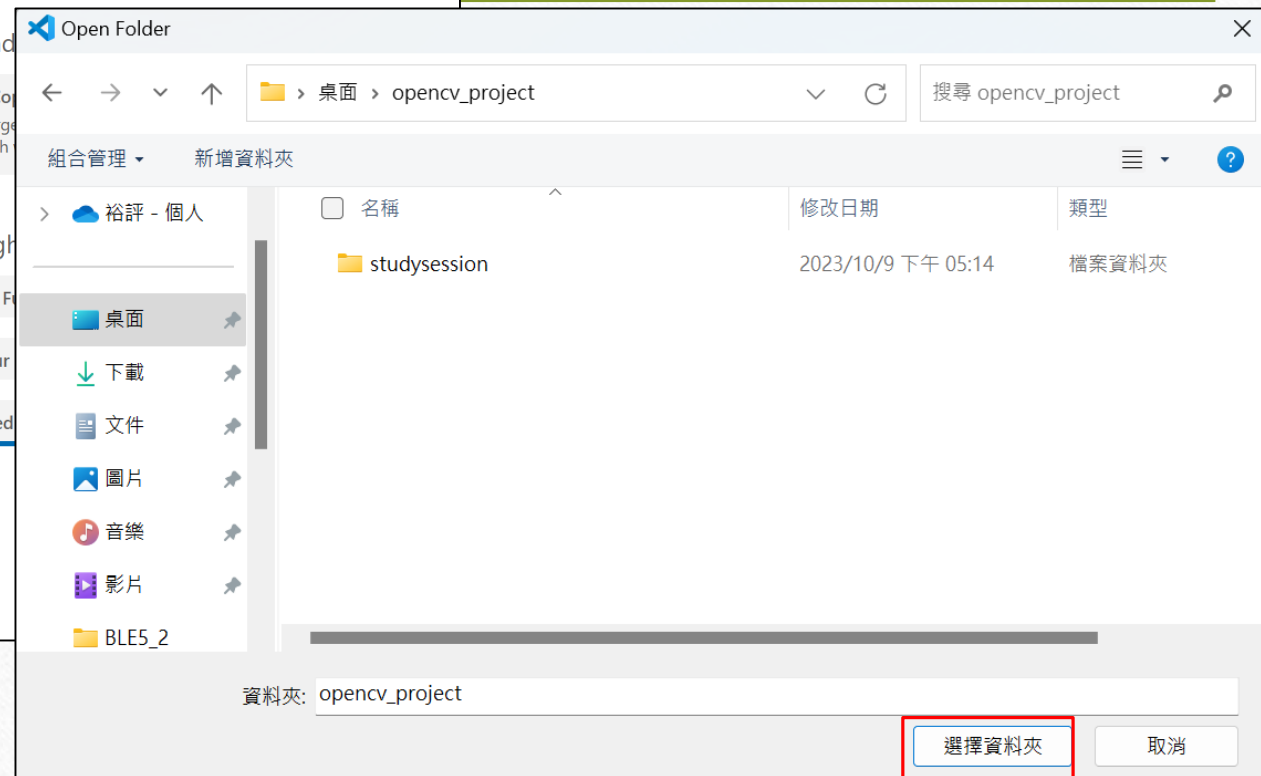 Open Folder
桌面 › opencv_project
搜尋 opencv_project
組合管理
新增資料夾
裕評 - 個人
名稱
修改日期
類型
studysession
2023/10/9 下午 05:14
檔案資料夾
桌面
下載
文件
圖片
音樂
影片
BLE5_2
資料夾:
opencv_project
選擇資料夾
取消